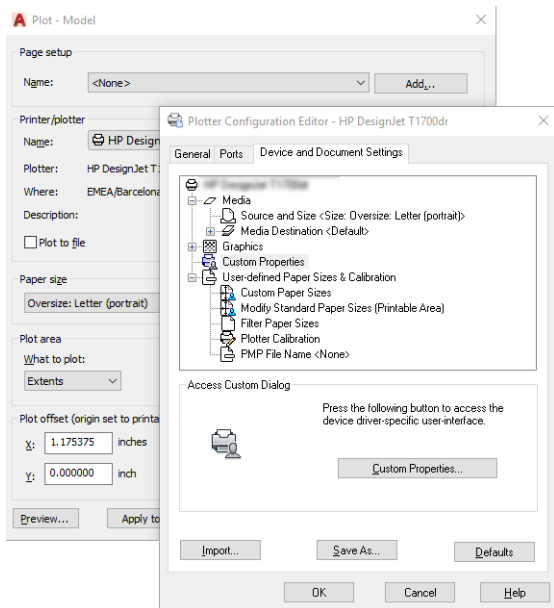 Plot - Model
Page setup
Name:
<None>
Add...
Printer/plotter
Name:
HP Design
Plotter:
HP DesignJet T1
Where:
EMEA/Barcelona
Description:
Plot to file
Paper size
Oversize: Letter (portrait)
Plot area
What to plot:
Extents
Plot offset (origin set to printa
X:
1.175375
inches
Y:
0.000000
inch
Preview...
Apply to
Plotter Configuration Editor - HP DesignJet T1700dr
General
Ports
Device and Document Settings
Media
Source and Size <Size: Oversize: Letter (portrait)>
Media Destination <Default>
Graphics
Custom Properties
User-defined Paper Sizes & Calibration
Custom Paper Sizes
Modify Standard Paper Sizes (Printable Area)
Filter Paper Sizes
Plotter Calibration
PMP File Name <None>
Access Custom Dialog
Press the following button to access the
device driver-specific user-interface.
Custom Properties...
Import...
Save As...
Defaults
OK
Cancel
Help